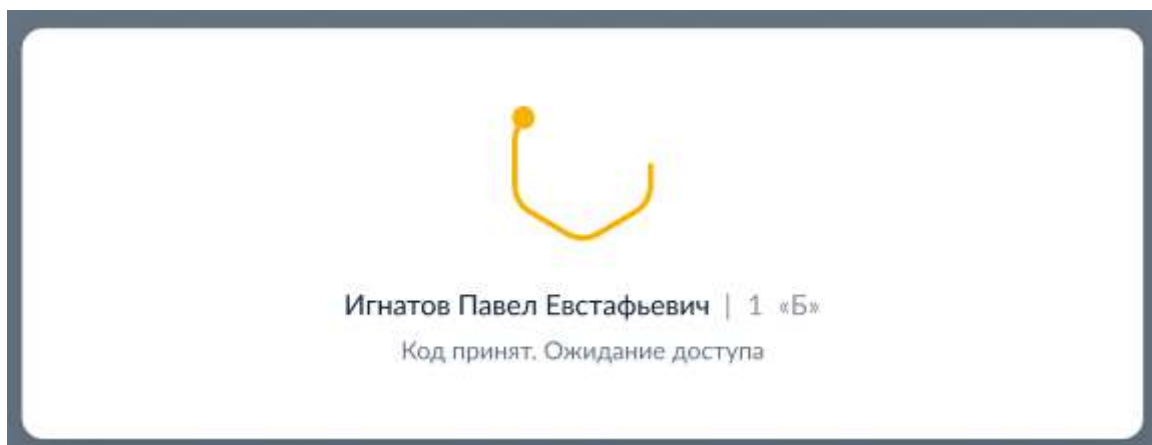 Игнатов Павел Евстафьевич | 1 «Б»
Код принят. Ожидание доступа